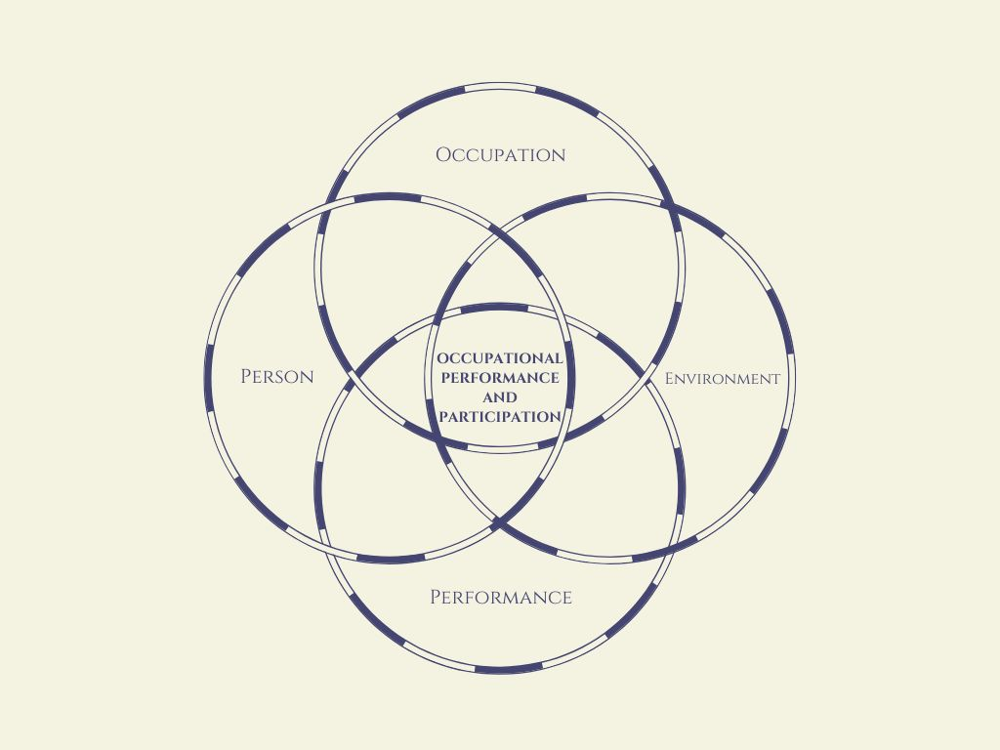 Occupation
Person
OCCUPATIONAL
PERFORMANCE
AND
PARTICIPATION
Environment
Performance